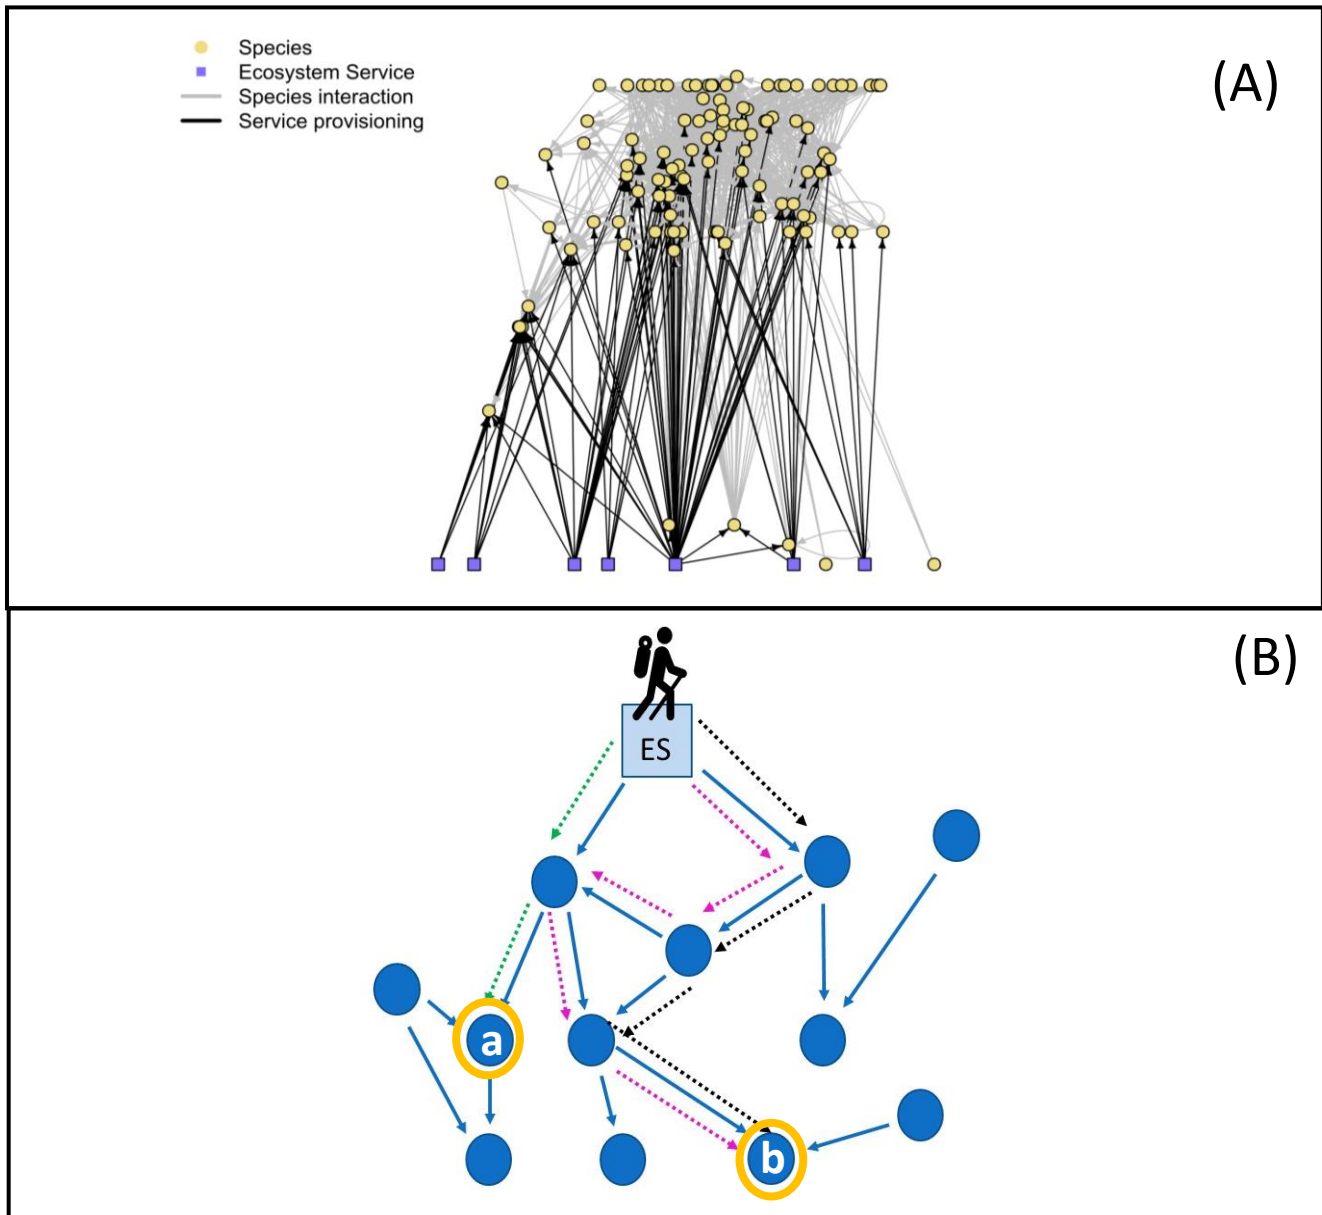 Species
Ecosystem Service
Species interaction
Service provisioning
(A)
(B)
ES
a
b